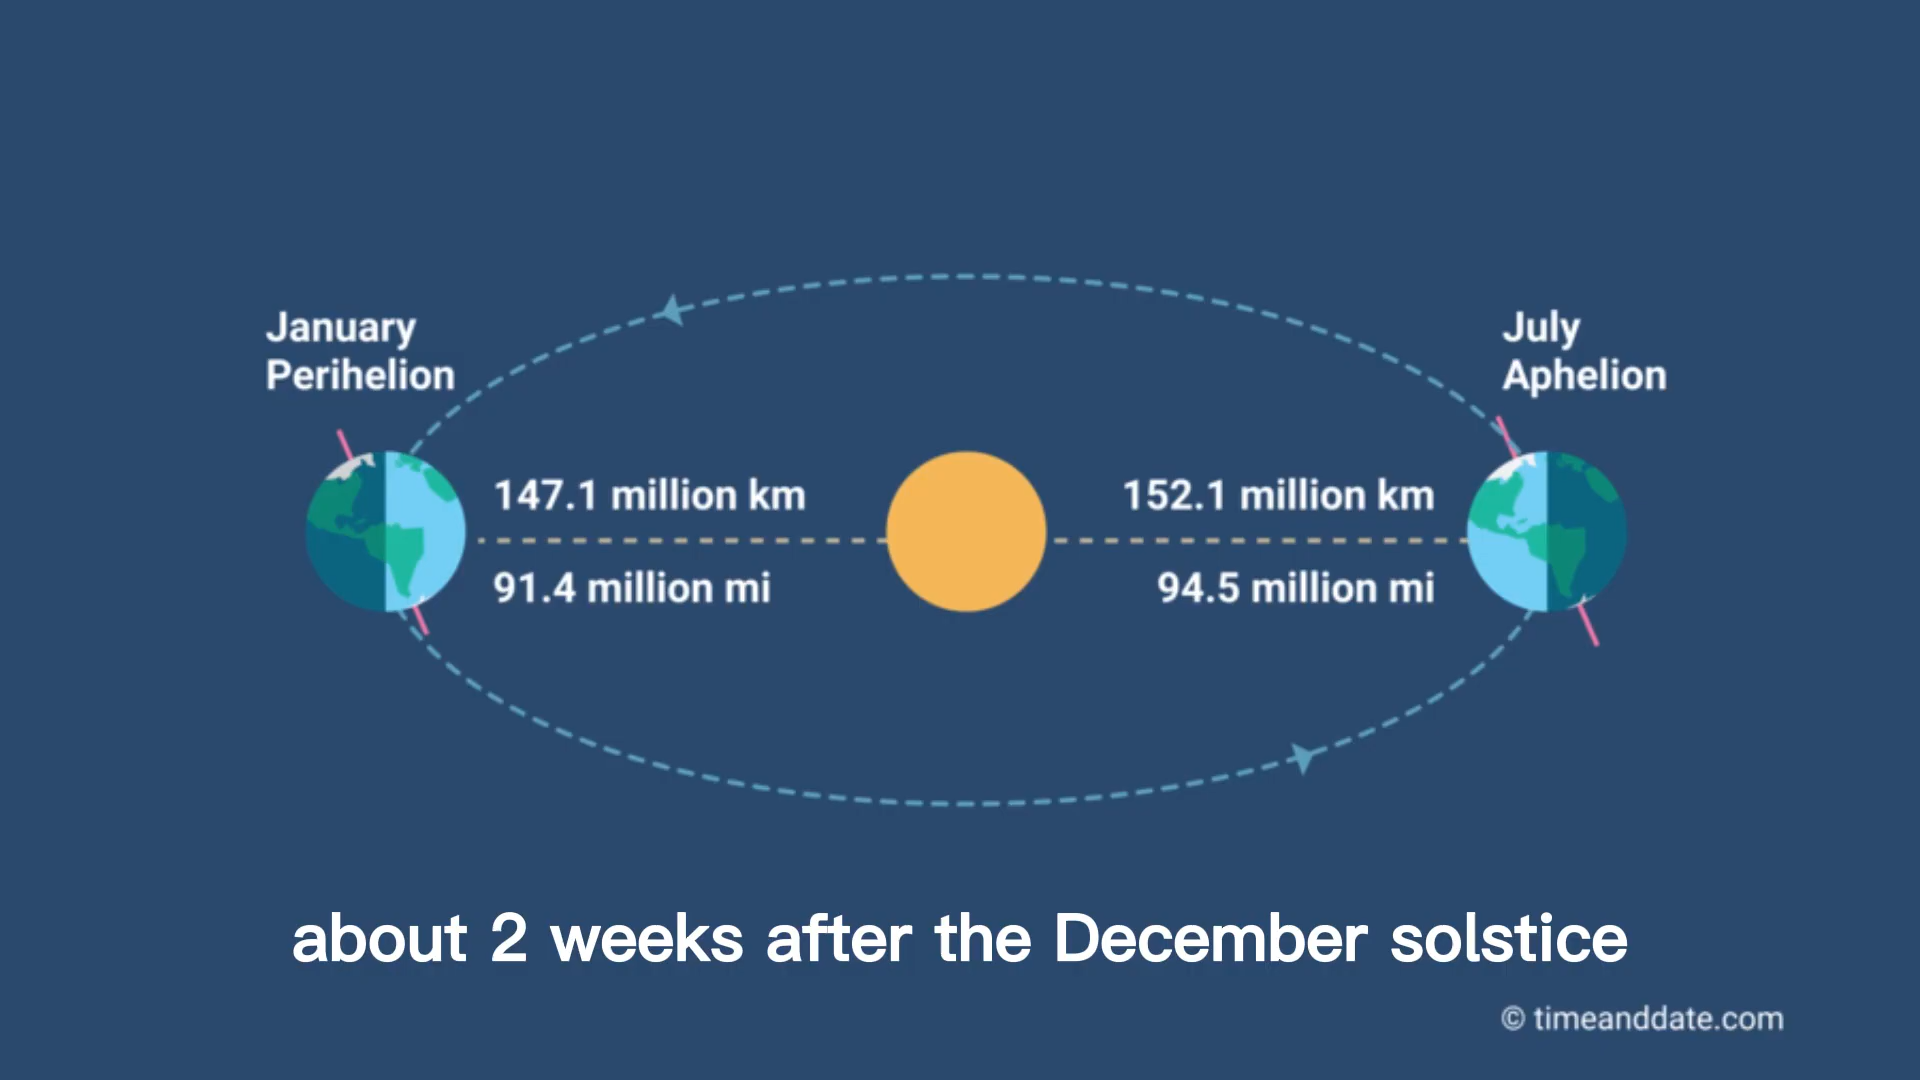 January
Perihelion
July
Aphelion
147.1 million km
91.4 million mi
152.1 million km
94.5 million mi
about 2 weeks after the December solstice
© timeanddate.com